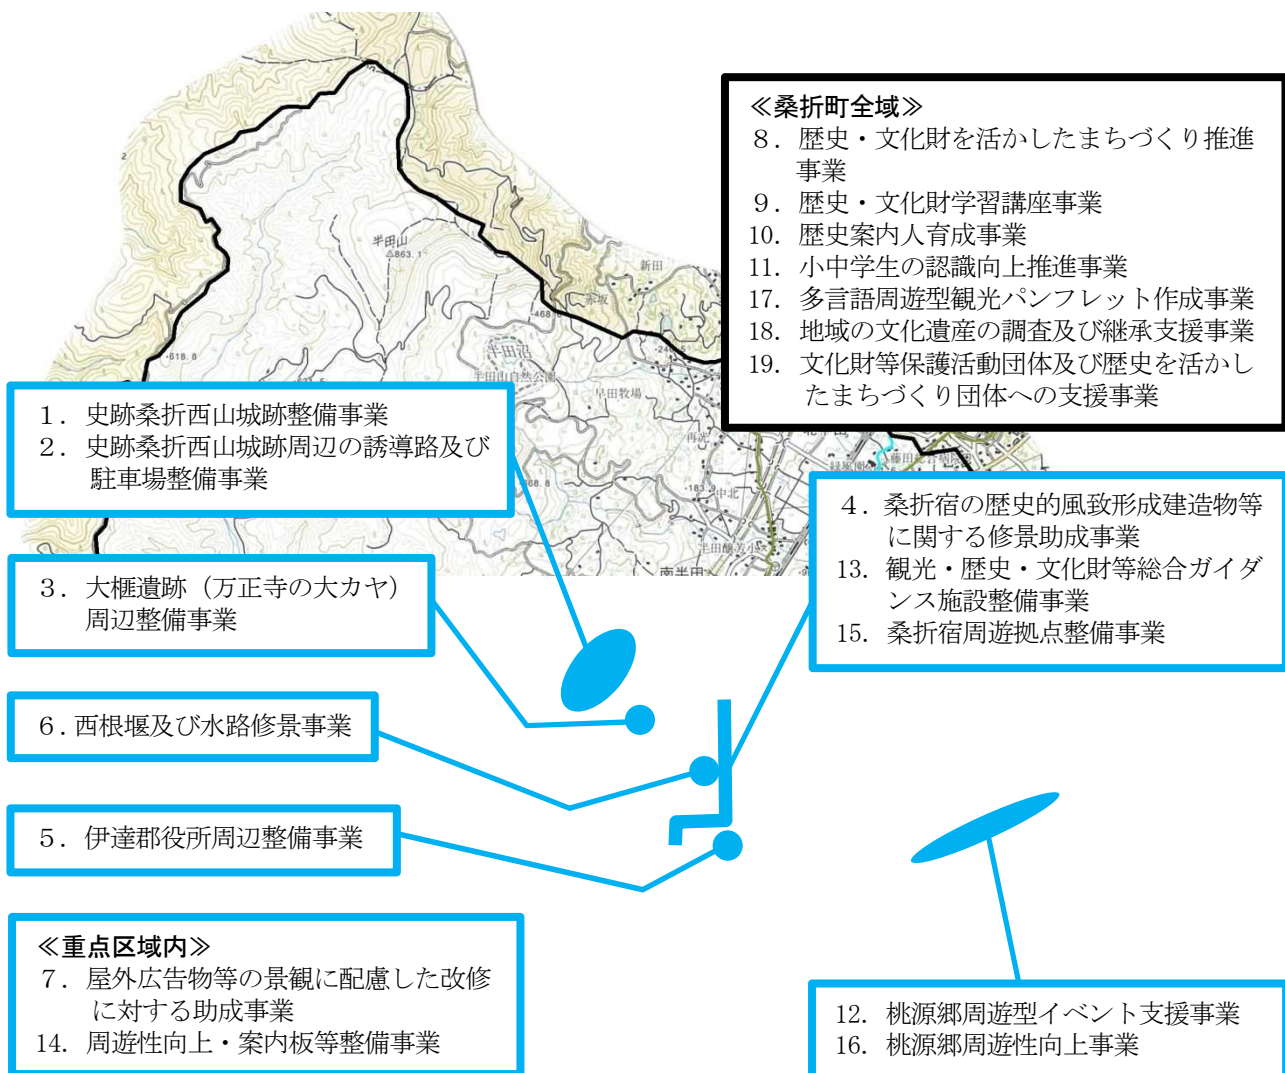 ≪桑折町全域≫
８．歴史・文化財を活かしたまちづくり推進
事業
９．歴史・文化財学習講座事業
10．歴史案内人育成事業
11．小中学生の認識向上推進事業
17．多言語周遊型観光パンフレット作成事業
18．地域の文化遺産の調査及び継承支援事業
19．文化財等保護活動団体及び歴史を活かし
たまちづくり団体への支援事業
半田山
△863.1
新田
赤坂
半田沼
半田山自然公園
早田牧場
・618.8
１．史跡桑折西山城跡整備事業
２．史跡桑折西山城跡周辺の誘導路及び
駐車場整備事業
中北
南半田
３．大榧遺跡（万正寺の大カヤ）
周辺整備事業
４．桑折宿の歴史的風致形成建造物等
に関する修景助成事業
13．観光・歴史・文化財等総合ガイダ
ンス施設整備事業
15．桑折宿周遊拠点整備事業
６．西根堰及び水路修景事業
５．伊達郡役所周辺整備事業
≪重点区域内≫
７．屋外広告物等の景観に配慮した改修
に対する助成事業
14．周遊性向上・案内板等整備事業
12．桃源郷周遊型イベント支援事業
16．桃源郷周遊性向上事業